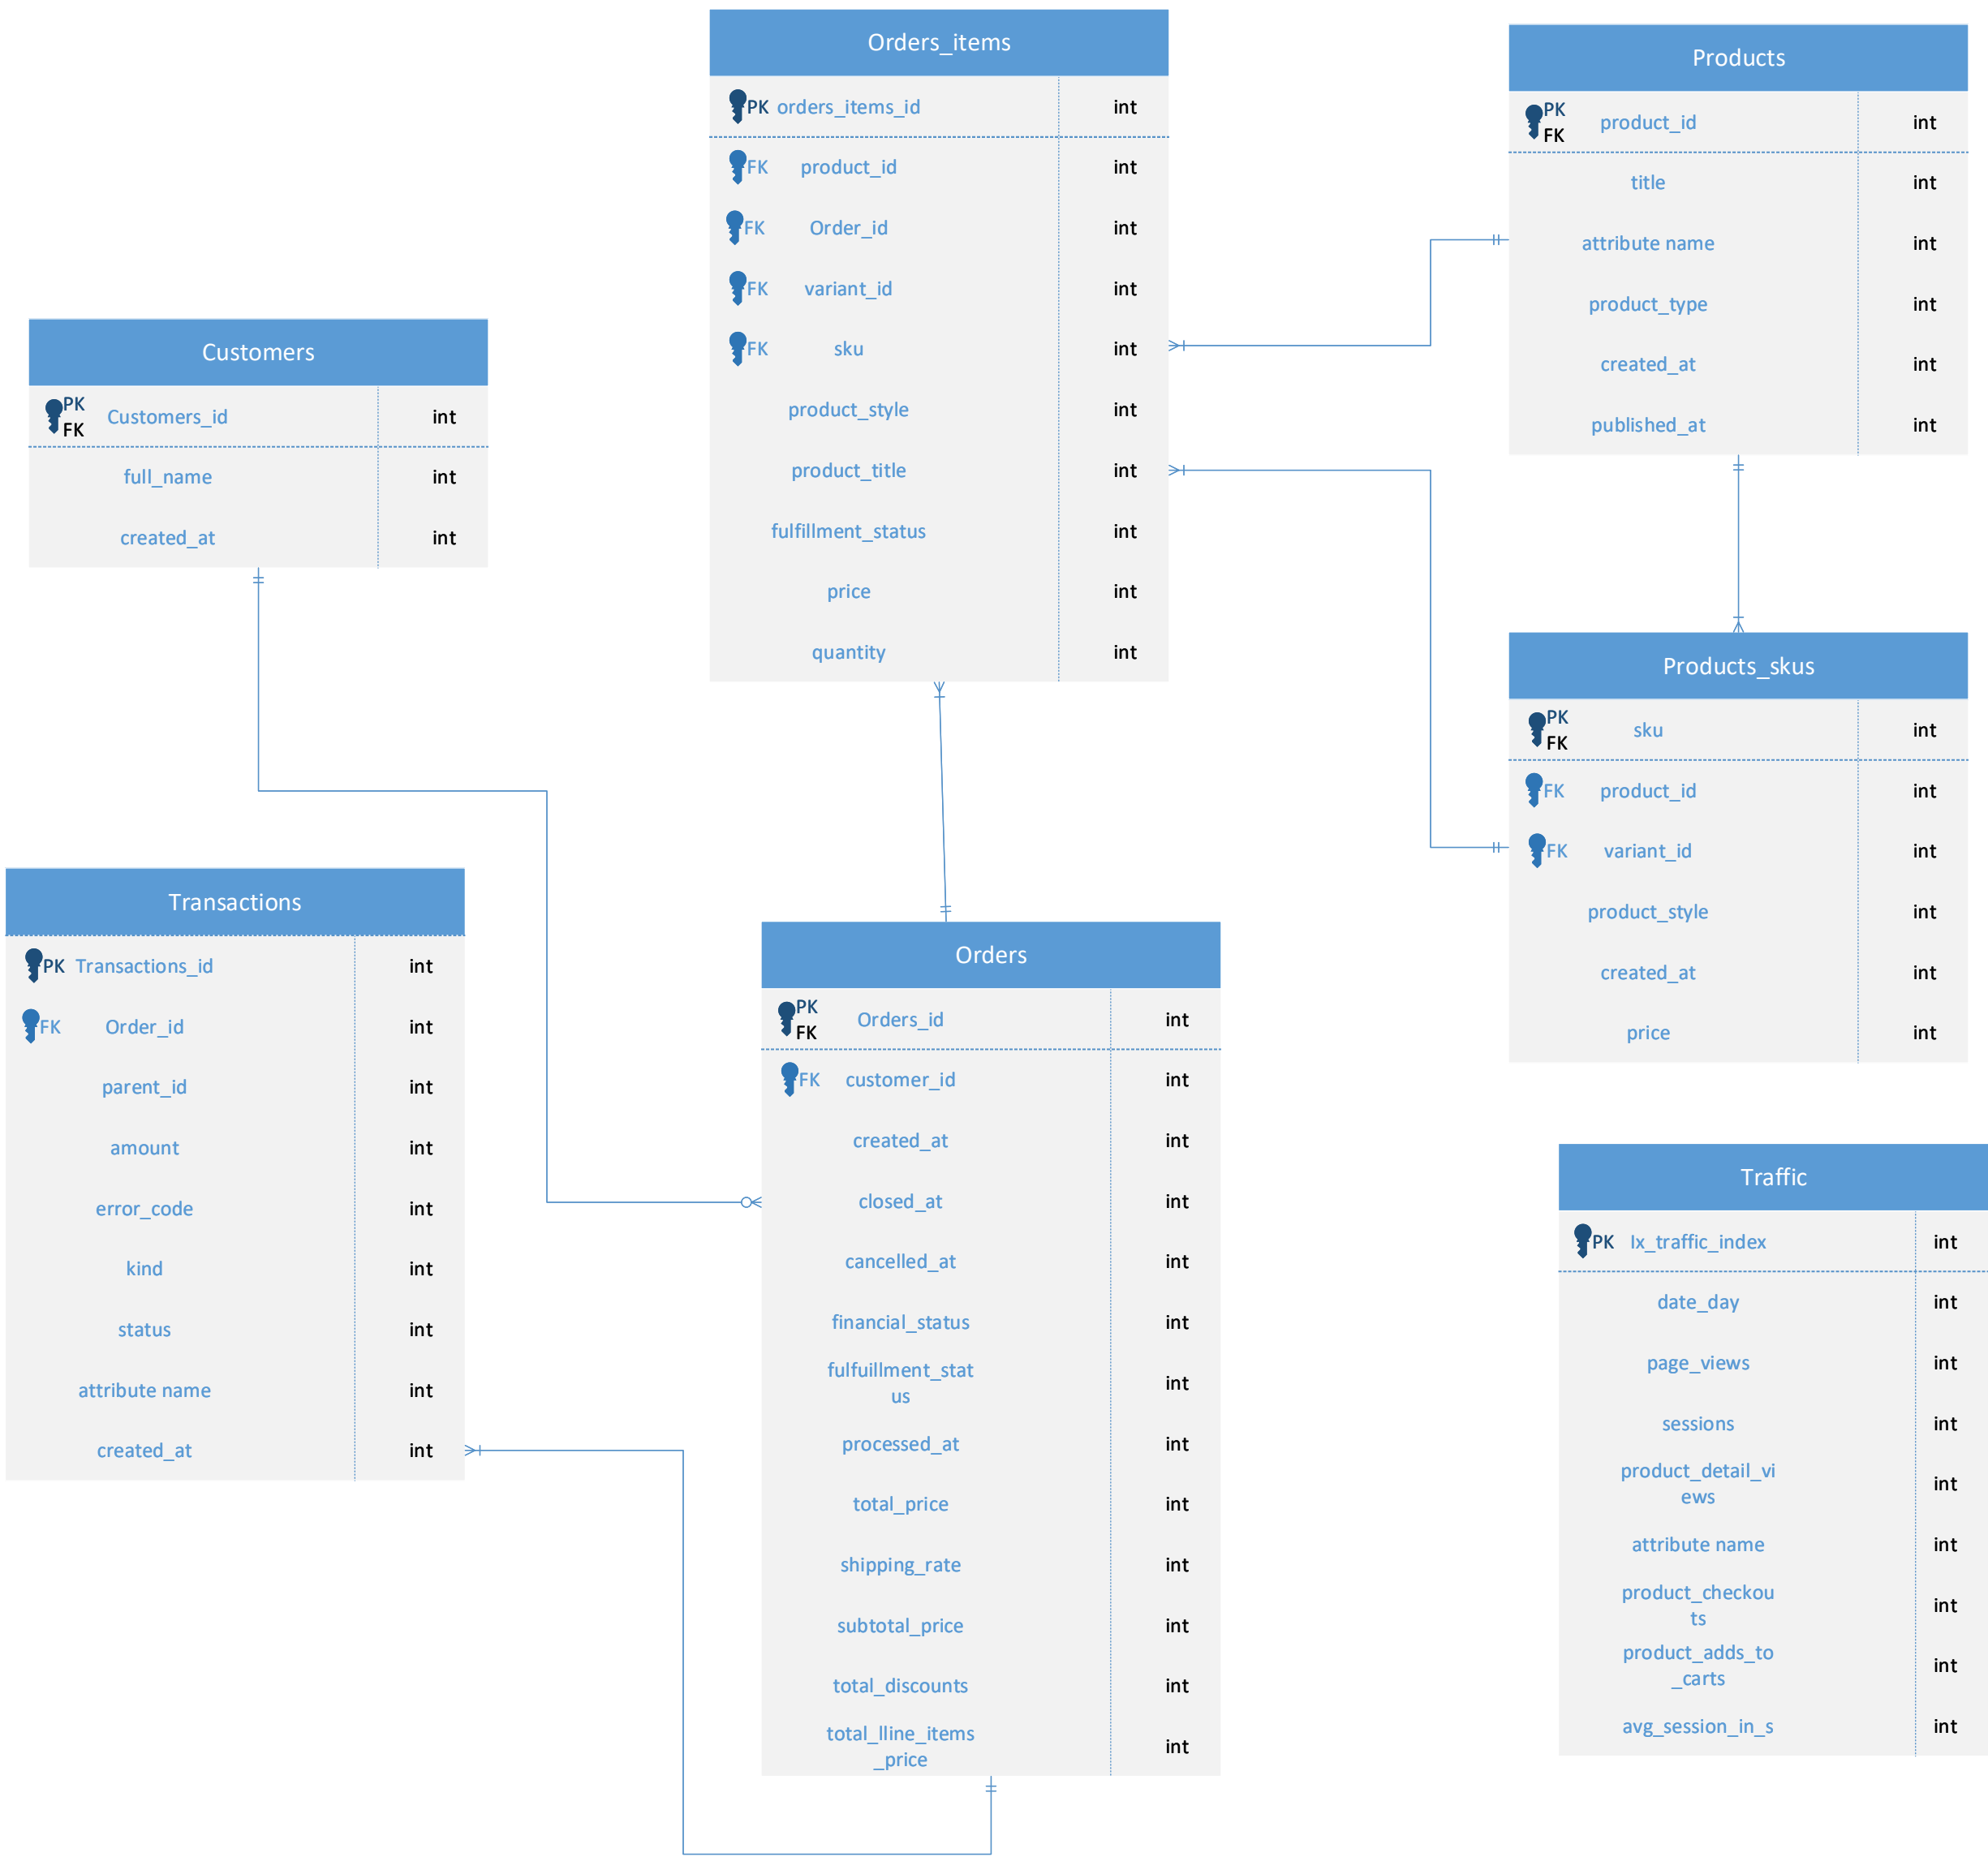 Orders_items
PK orders_items_id int
FK product_id int
FK Order_id int
FK variant_id int
FK sku int
product_style int
product_title int
fulfillment_status int
price int
quantity int
Products
PK
FK product_id int
title int
attribute name int
product_type int
created_at int
published_at int
Customers
PK
FK Customers_id int
full_name int
created_at int
Products_skus
PK
FK sku int
FK product_id int
FK variant_id int
product_style int
created_at int
price int
Transactions
PK Transactions_id int
FK Order_id int
parent_id int
amount int
error_code int
kind int
status int
attribute name int
created_at int
Orders
PK
FK Orders_id int
FK customer_id int
created_at int
closed_at int
cancelled_at int
financial_status int
fulfuillment_stat
us int
processed_at int
total_price int
shipping_rate int
subtotal_price int
total_discounts int
total_lline_items
_price int
Traffic
PK Ix_traffic_index int
date_day int
page_views int
sessions int
product_detail_vi
ews int
attribute name int
product_checkou
ts int
product_adds_to
_carts int
avg_session_in_s int